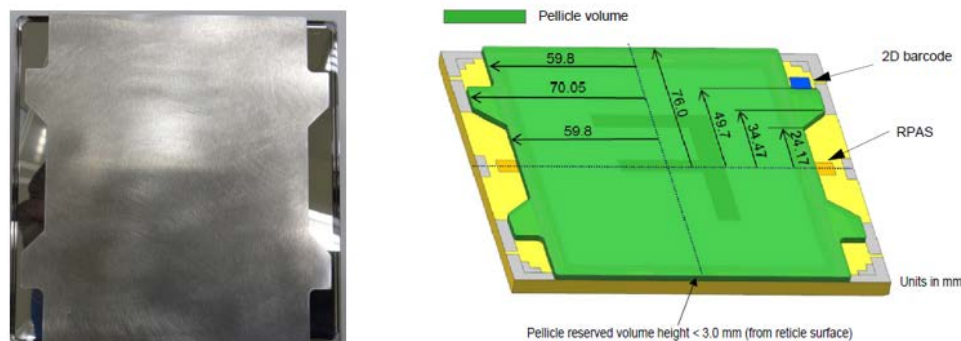 Pellicle volume
2D barcode
59.8
76.0
70.05
49.7
34.47
59.8
24.17
RPAS
Units in mm
Pellicle reserved volume height < 3.0 mm (from reticle surface)